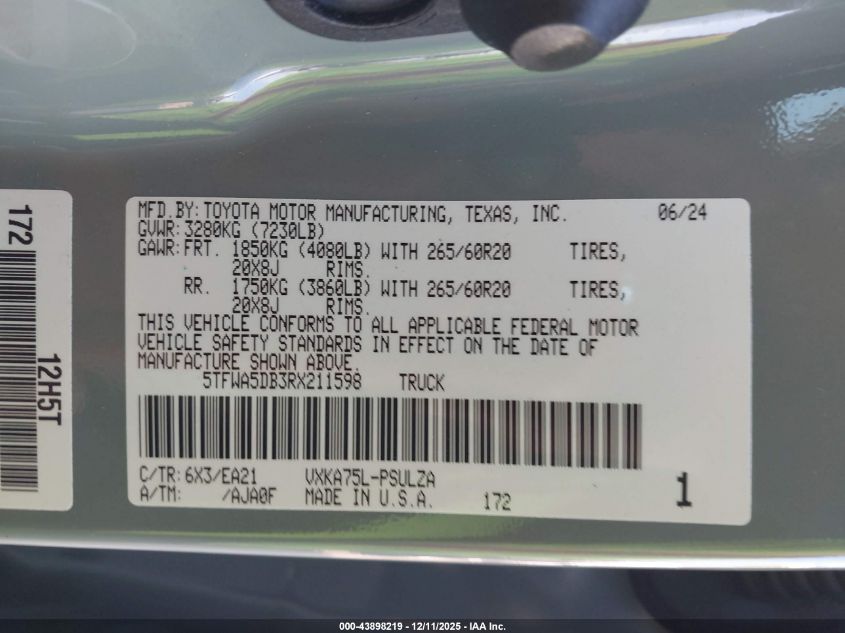 MFD.BY:TOYOTA MOTOR MANUFACTURING, TEXAS, INC. 06/24
GVWR:3280KG (7230LB)
GAWR:FRT. 1850KG (4080LB) WITH 265/60R20 TIRES,
20X8J RIMS.
RR. 1750KG (3860LB) WITH 265/60R20 TIRES,
20X8J RIMS.
THIS VEHICLE CONFORMS TO ALL APPLICABLE FEDERAL MOTOR
VEHICLE SAFETY STANDARDS IN EFFECT ON THE DATE OF
MANUFACTURE SHOWN ABOVE.
5TFWA5DB3RX211598 TRUCK
C/TR:6X3/EA21 VXKA75L-PSULZA
A/TM: /AJA0F MADE IN U.S.A. 172 1
172
12H5T
000-43898219 - 12/11/2025 - IAA Inc.